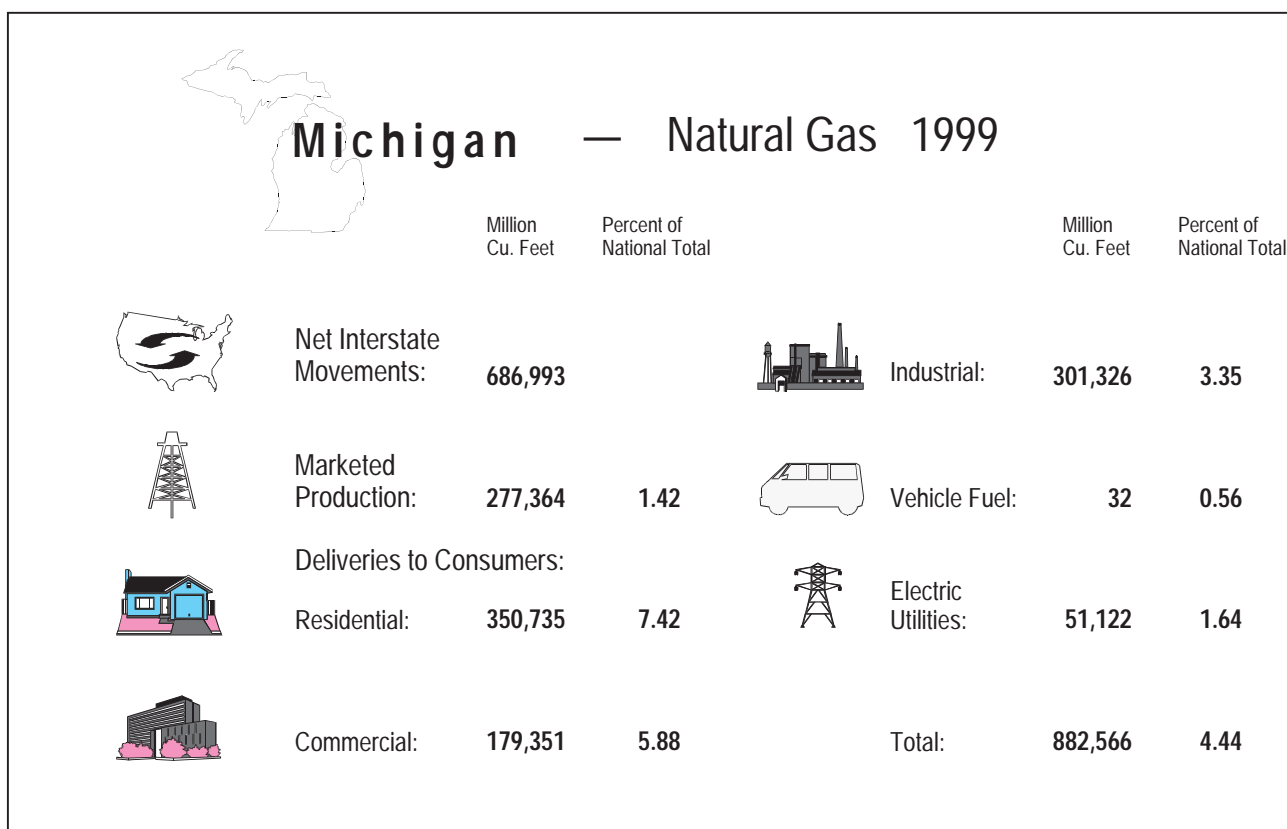 Michigan — Natural Gas 1999
Million Cu. Feet
Percent of National Total
Million Cu. Feet
Percent of National Total
Net Interstate
Movements: 686,993
Industrial: 301,326 3.35
Marketed
Production: 277,364 1.42
Vehicle Fuel: 32 0.56
Deliveries to Consumers:
Residential: 350,735 7.42
Electric
Utilities: 51,122 1.64
Commercial: 179,351 5.88
Total: 882,566 4.44